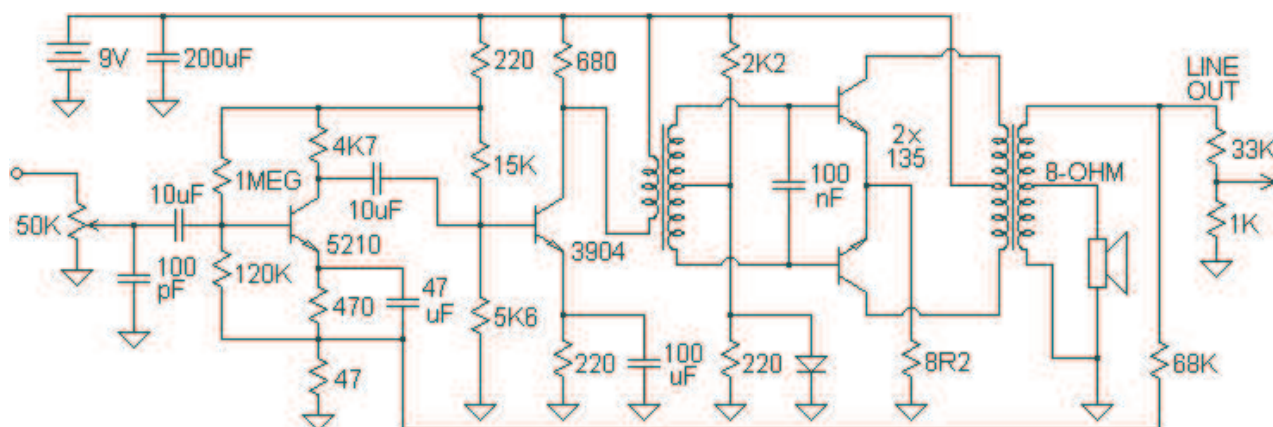 9V
200uF
220
680
2K2
LINE
OUT
4K7
15K
2x
135
33K
1MEG
10uF
10uF
100
nF
8-OHM
50K
5210
3904
1K
100
pF
120K
470
47
uF
5K6
47
220
100
uF
220
8R2
68K